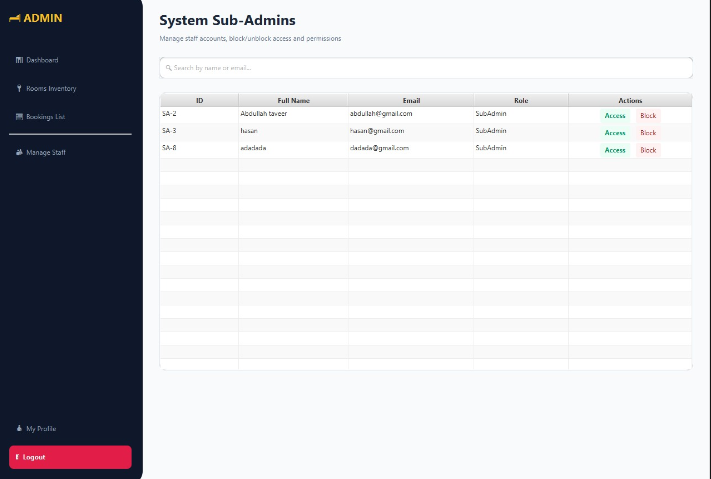 ADMIN
Dashboard
Rooms Inventory
Bookings List
Manage Staff
My Profile
Logout
System Sub-Admins
Manage staff accounts, block/unblock access and permissions
Search by name or email...
ID Full Name Email Role Actions
SA-2 Abdullah taveer abdullah@gmail.com SubAdmin Access Block
SA-3 hasan hasan@gmail.com SubAdmin Access Block
SA-8 adadada dadada@gmail.com SubAdmin Access Block